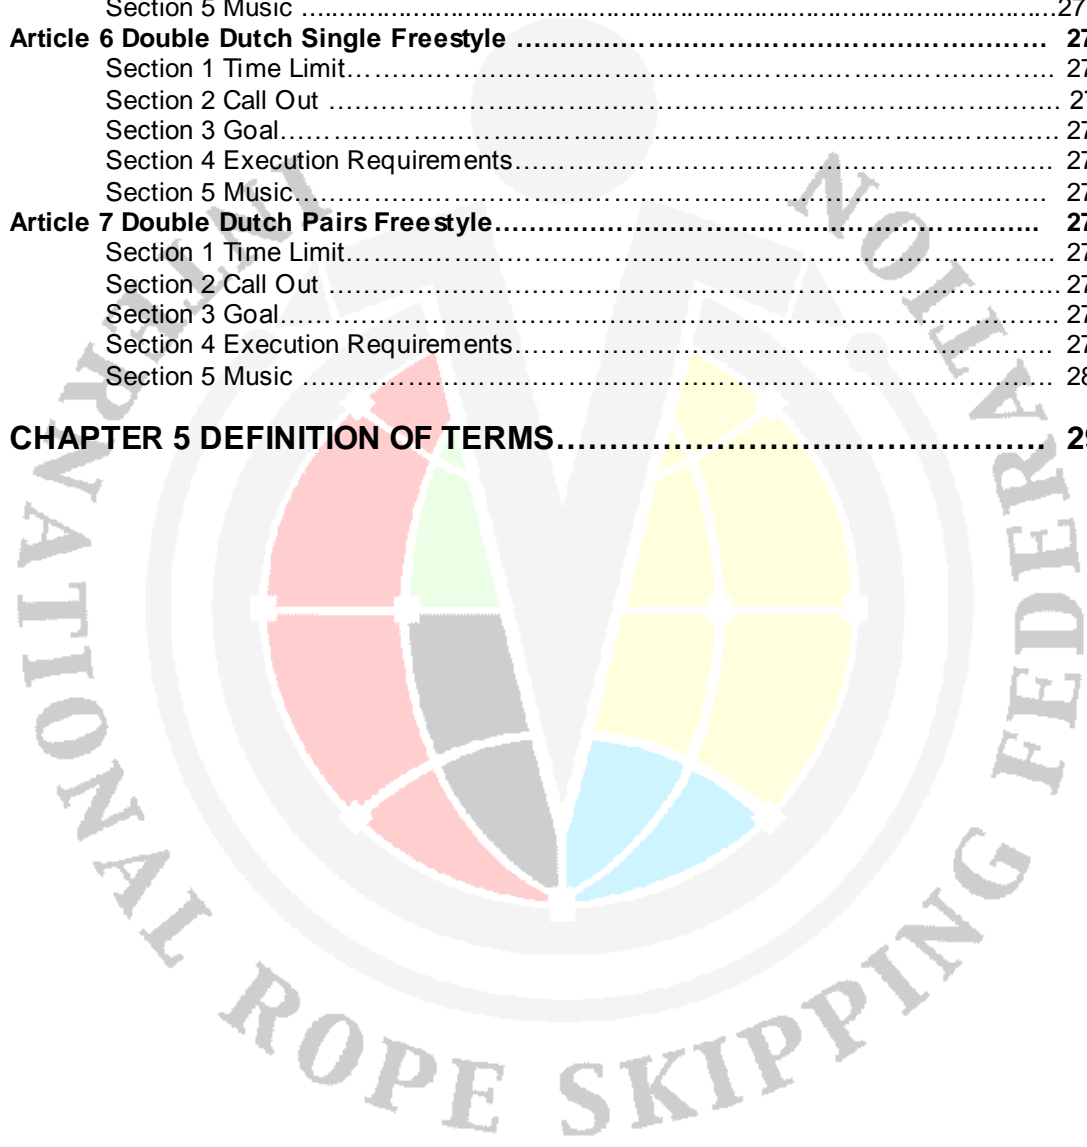 Section 5 Music ……………………………………………………………………27
Article 6 Double Dutch Single Freestyle ……………………………………………… 27
Section 1 Time Limit……………………………………………………………….. 27
Section 2 Call Out ………………………………………………………………… 27
Section 3 Goal……………………………………………………………………… 27
Section 4 Execution Requirements………………………………………………… 27
Section 5 Music……………………………………………………………………. 27
Article 7 Double Dutch Pairs Freestyle………………………………………………... 27
Section 1 Time Limit……………………………………………………………….. 27
Section 2 Call Out ………………………………………………………………… 27
Section 3 Goal……………………………………………………………………… 27
Section 4 Execution Requirements………………………………………………… 27
Section 5 Music …………………………………………………………………… 28
CHAPTER 5 DEFINITION OF TERMS………………………………………… 29
INTERNATIONAL ROPE SKIPPING FEDERATION